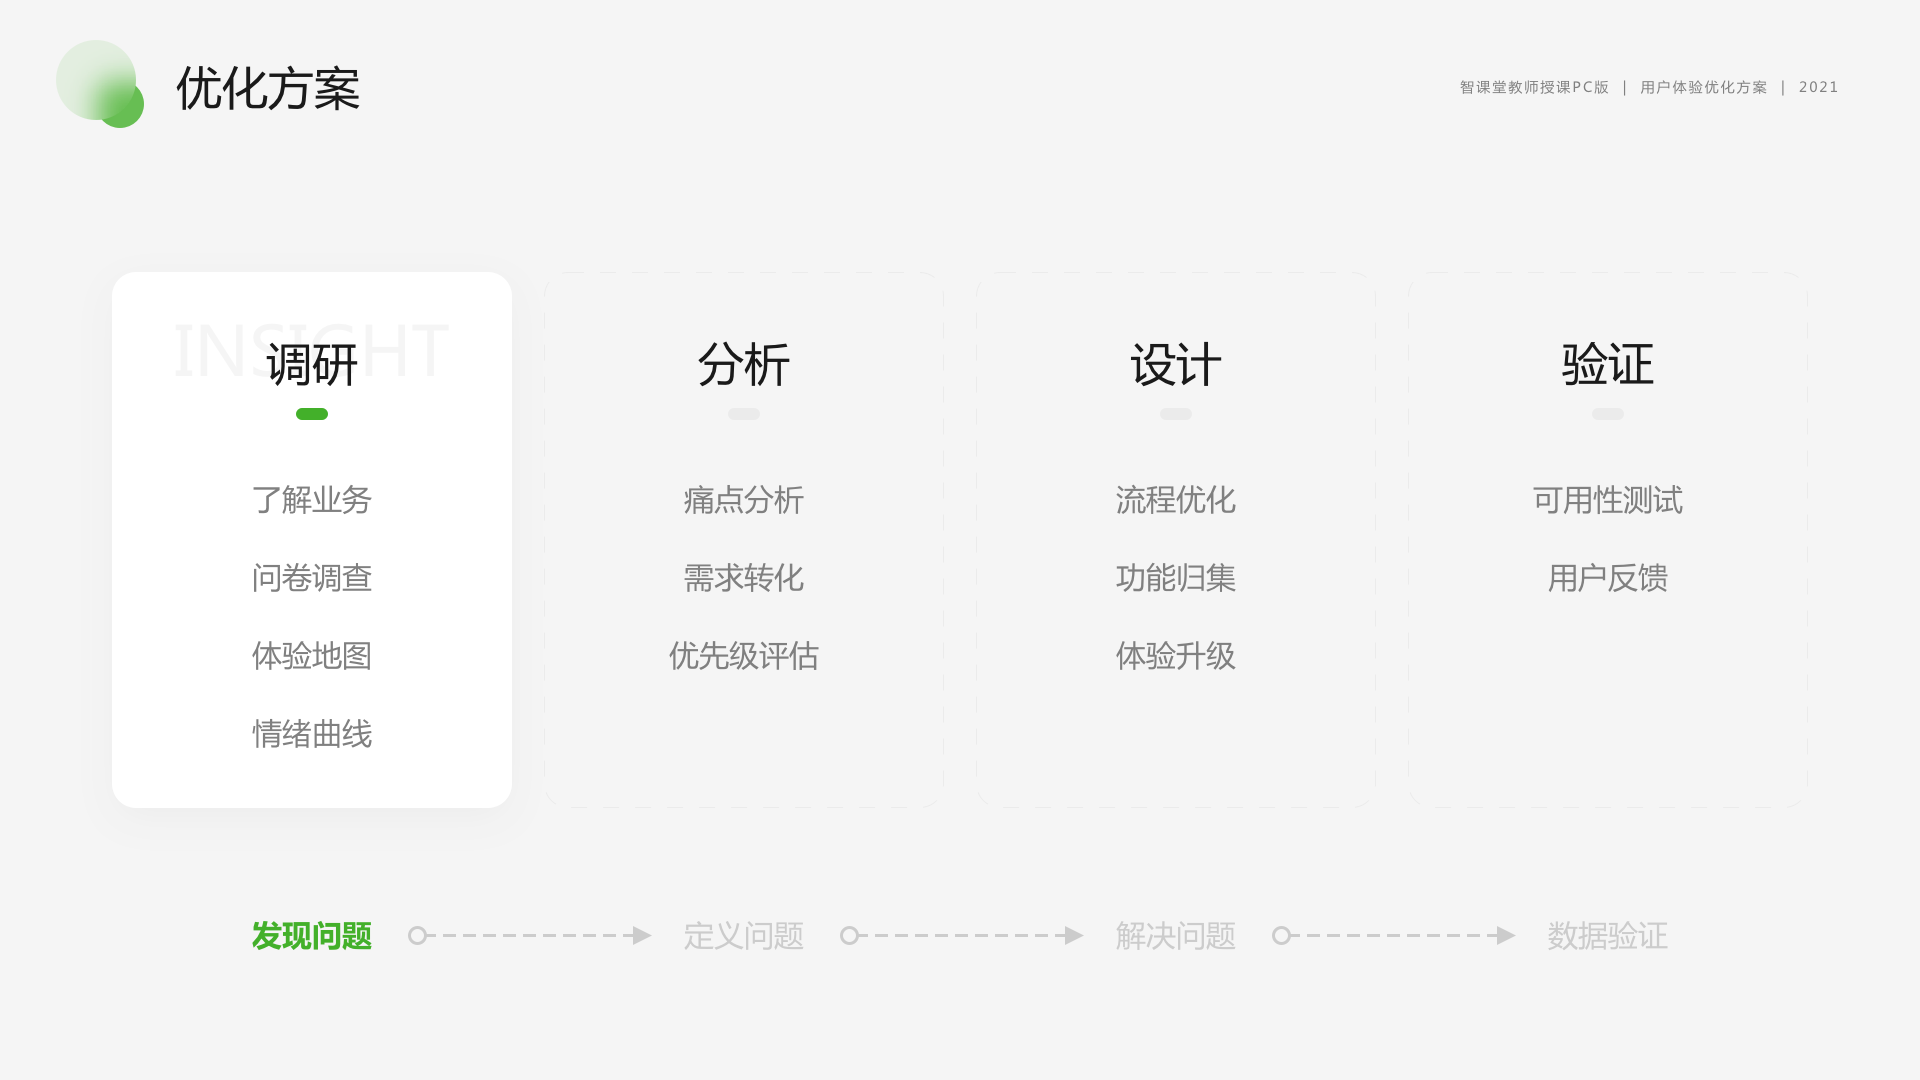 优化方案
智课堂教师授课PC版 | 用户体验优化方案 | 2021
INSIGHT
调研
了解业务
问卷调查
体验地图
情绪曲线
分析
痛点分析
需求转化
优先级评估
设计
流程优化
功能归集
体验升级
验证
可用性测试
用户反馈
发现问题
定义问题
解决问题
数据验证